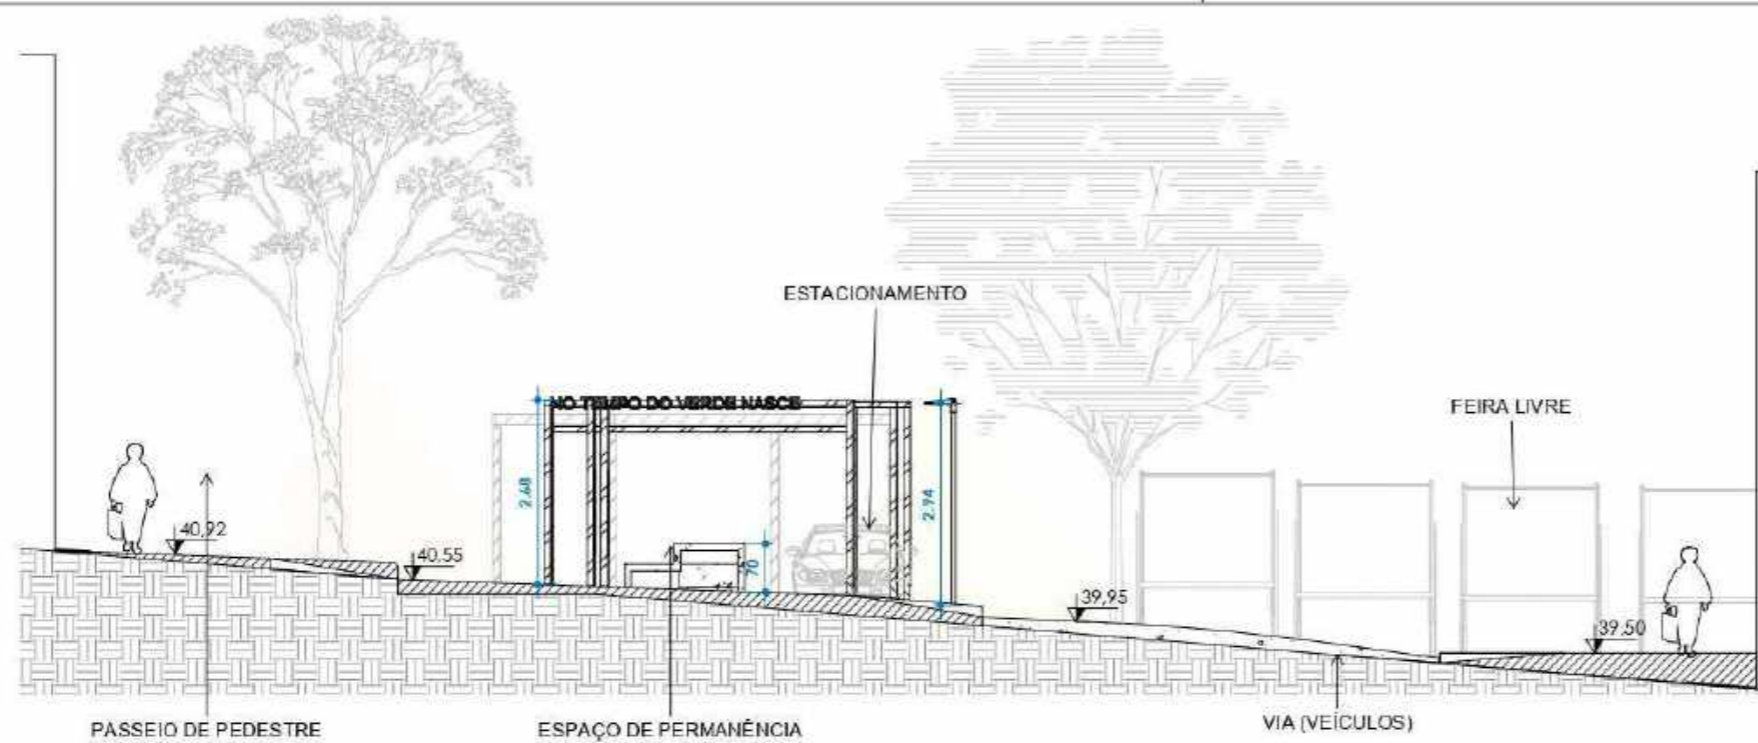 ESTACIONAMENTO
NO TEMPO DO VERDE NASCE
FEIRA LIVRE
2.68
2.94
40,92
40,55
70
39,95
39,50
PASSEIO DE PEDESTRE
ESPAÇO DE PERMANÊNCIA
VIA (VEÍCULOS)